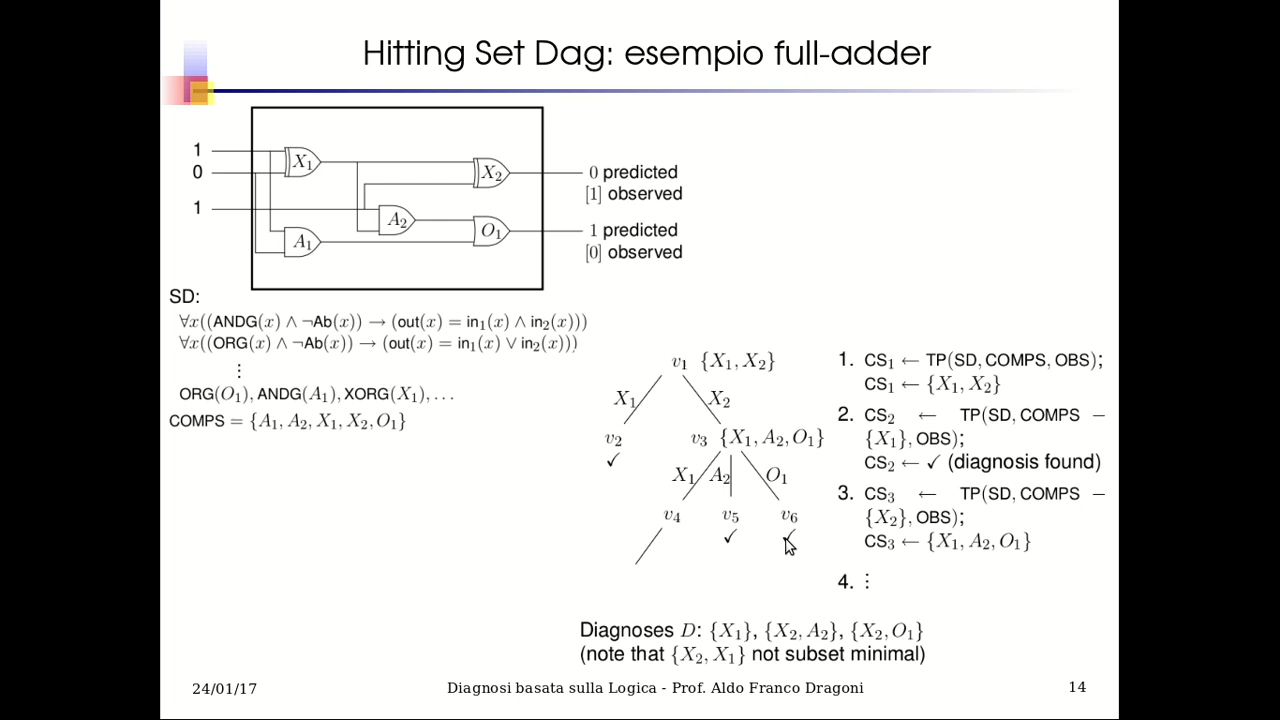 Hitting Set Dag: esempio full-adder
1
0
1
X₁
X₂
A₂
O₁
A₁
0 predicted
[1] observed
1 predicted
[0] observed
SD:
∀x((ANDG(x) ∧ ¬Ab(x)) → (out(x) = in₁(x) ∧ in₂(x)))
∀x((ORG(x) ∧ ¬Ab(x)) → (out(x) = in₁(x) ∨ in₂(x)))
⋮
ORG(O₁), ANDG(A₁), XORG(X₁), . . .
COMPS = {A₁, A₂, X₁, X₂, O₁}
v₁ {X₁, X₂}
X₁ X₂
v₂ v₃ {X₁, A₂, O₁}
✓
X₁ A₂ O₁
v₄ v₅ v₆
✓ ✓
1. CS₁ ← TP(SD, COMPS, OBS);
CS₁ ← {X₁, X₂}
2. CS₂ ← TP(SD, COMPS −
{X₁}, OBS);
CS₂ ← ✓ (diagnosis found)
3. CS₃ ← TP(SD, COMPS −
{X₂}, OBS);
CS₃ ← {X₁, A₂, O₁}
4. ⋮
Diagnoses D: {X₁}, {X₂, A₂}, {X₂, O₁}
(note that {X₂, X₁} not subset minimal)
24/01/17
Diagnosi basata sulla Logica - Prof. Aldo Franco Dragoni
14